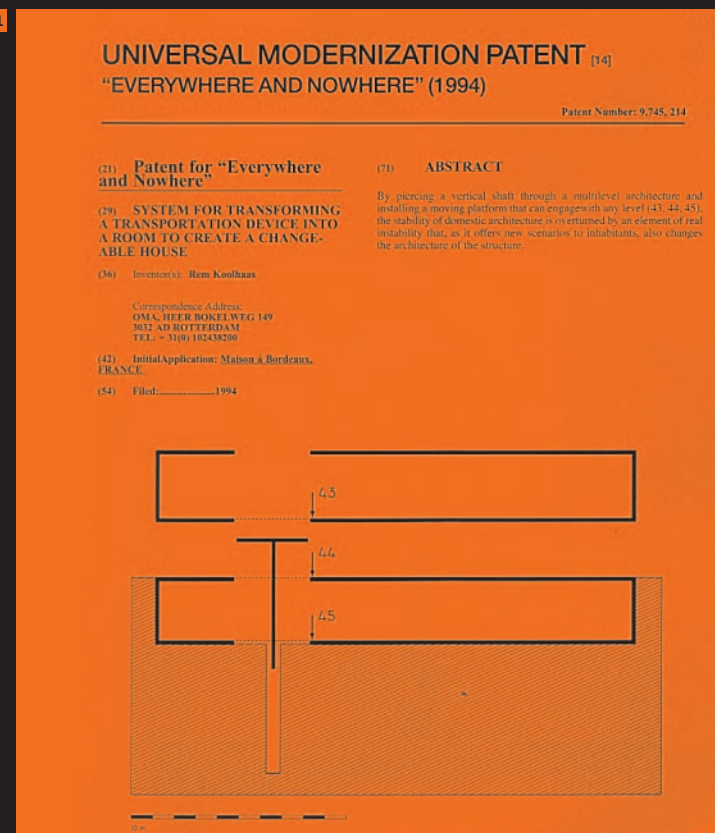 1
UNIVERSAL MODERNIZATION PATENT [14]
“EVERYWHERE AND NOWHERE” (1994)
Patent Number: 9,745, 214
(21) Patent for “Everywhere
and Nowhere”
(29) SYSTEM FOR TRANSFORMING
A TRANSPORTATION DEVICE INTO
A ROOM TO CREATE A CHANGE-
ABLE HOUSE
(36) Inventor(s): Rem Koolhaas
Correspondence Address:
OMA, HEER BOKELWEG 149
3032 AD ROTTERDAM
TEL: + 31(0) 102438200
(42) InitialApplication: Maison à Bordeaux,
FRANCE
(54) Filed:......................1994
(71) ABSTRACT
By piercing a vertical shaft through a multilevel architecture and
installing a moving platform that can engagewith any level (43, 44, 45),
the stability of domestic architecture is overturned by an element of real
instability that, as it offers new scenarios to inhabitants, also changes
the architecture of the structure.
43
44
45
10 m